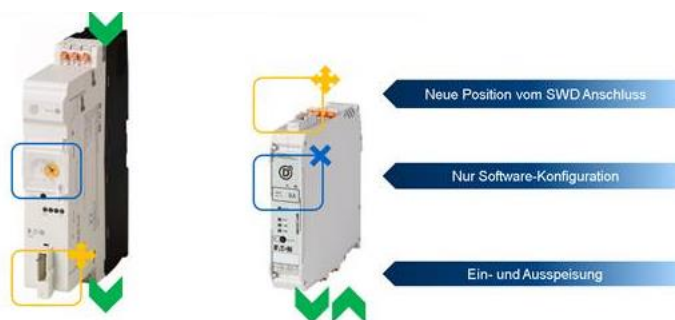 Neue Position vom SWD Anschluss
Nur Software-Konfiguration
E·T·N
E·T·N
Ein- und Ausspeisung